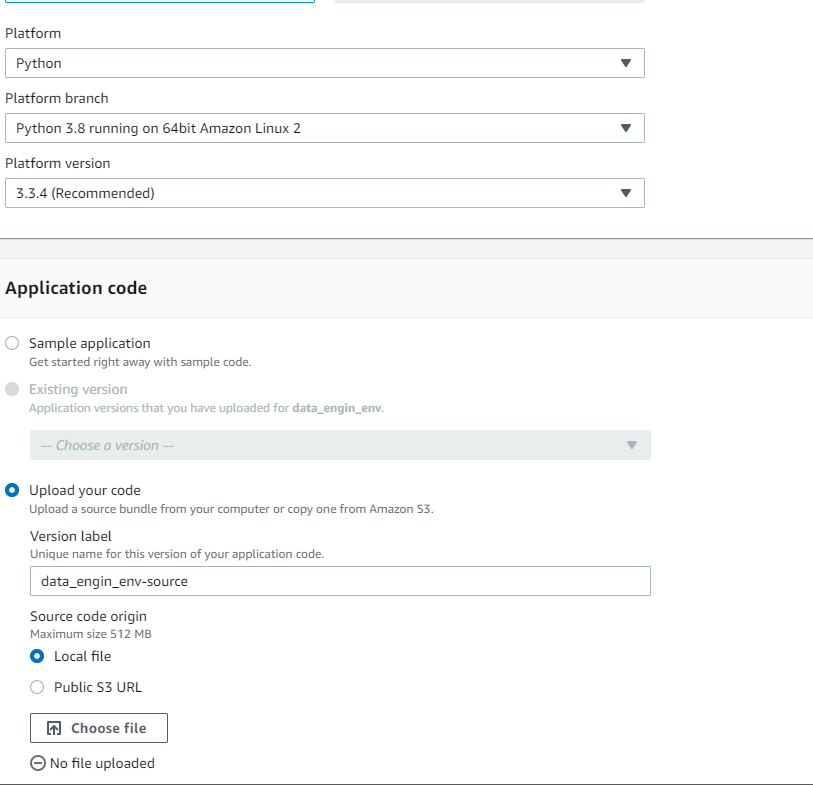 Platform
Python
Platform branch
Python 3.8 running on 64bit Amazon Linux 2
Platform version
3.3.4 (Recommended)
Application code
Sample application
Get started right away with sample code.
Existing version
Application versions that you have uploaded for data_engin_env.
-- Choose a version --
Upload your code
Upload a source bundle from your computer or copy one from Amazon S3.
Version label
Unique name for this version of your application code.
data_engin_env-source
Source code origin
Maximum size 512 MB
Local file
Public S3 URL
Choose file
No file uploaded